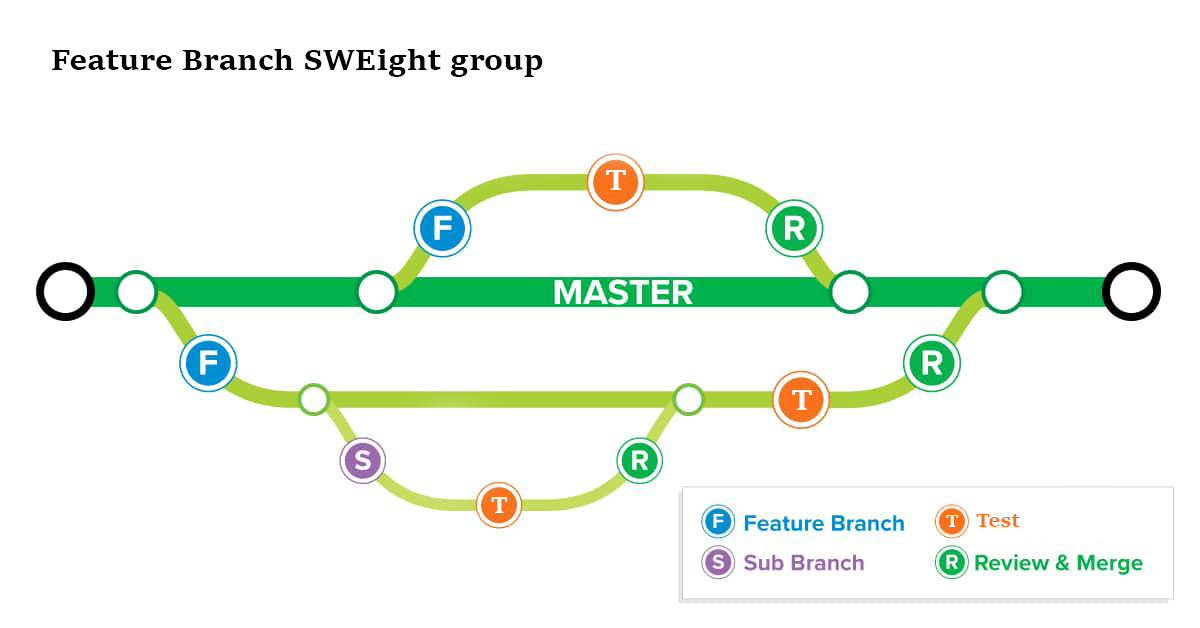 Feature Branch SWEight group
T
F
R
MASTER
F
R
T
S
R
T
F Feature Branch
T Test
S Sub Branch
R Review & Merge